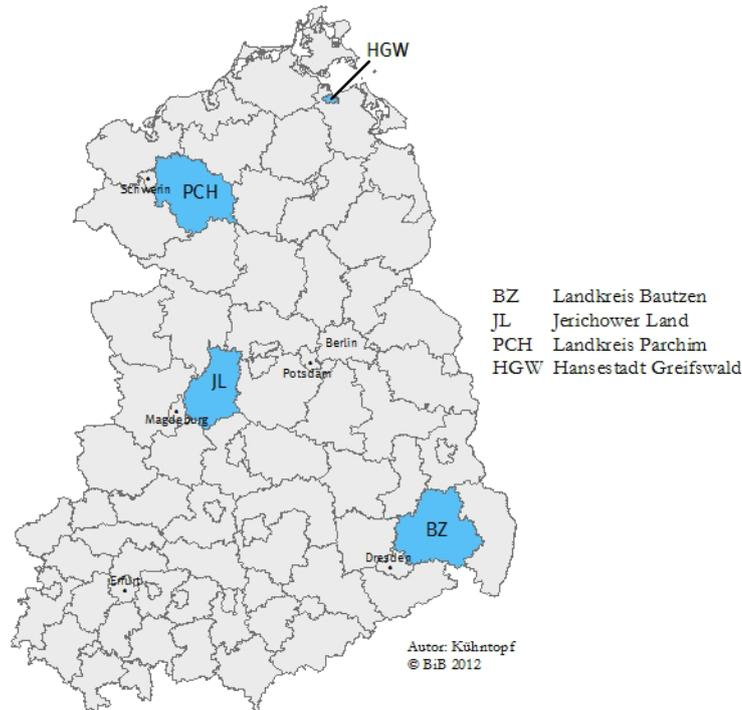 HGW
Schwerin
PCH
BZ Landkreis Bautzen
JL Jerichower Land
PCH Landkreis Parchim
HGW Hansestadt Greifswald
Berlin
Potsdam
JL
Magdeburg
BZ
Dresden
Erfurt
Autor: Kühntopf
© BiB 2012